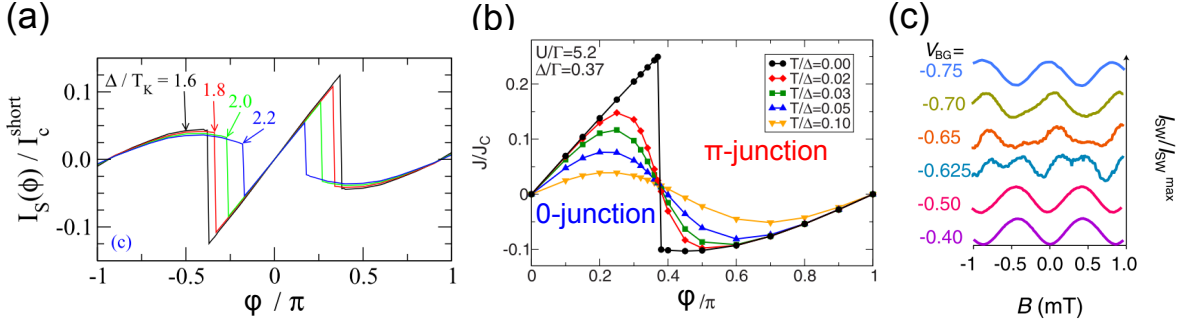 (a)
I_S(ϕ) / I_c^short
Δ / T_K = 1.6
1.8
2.0
2.2
0.1
0.0
-0.1
(c)
-1
-0.5
0
0.5
1
φ / π
(b)
J/J_C
U/Γ=5.2
Δ/Γ=0.37
T/Δ=0.00
T/Δ=0.02
T/Δ=0.03
T/Δ=0.05
T/Δ=0.10
π-junction
0-junction
0.2
0.1
0
-0.1
0
0.2
0.4
0.6
0.8
1
φ/π
(c)
V_BG=
-0.75
-0.70
-0.65
-0.625
-0.50
-0.40
I_SW/I_SW^max
-1
-0.5
0.0
0.5
1.0
B (mT)